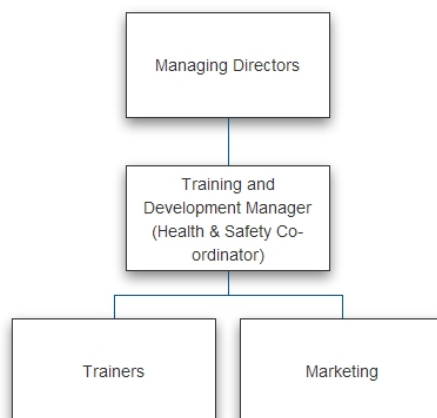 Managing Directors
Training and
Development Manager
(Health & Safety Co-
ordinator)
Trainers
Marketing